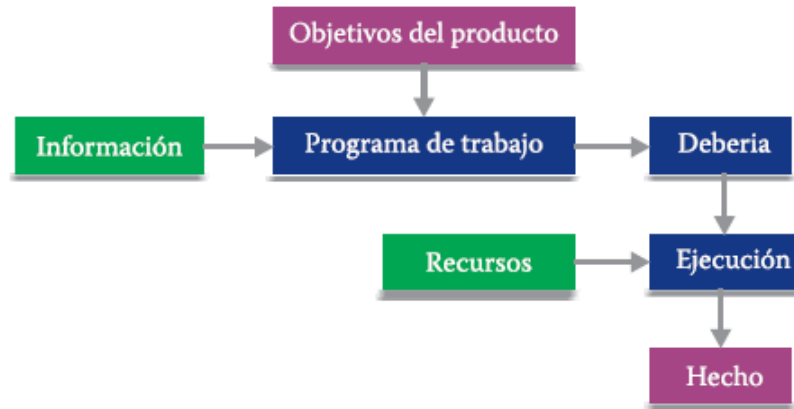 Objetivos del producto
Información
Programa de trabajo
Deberia
Recursos
Ejecución
Hecho